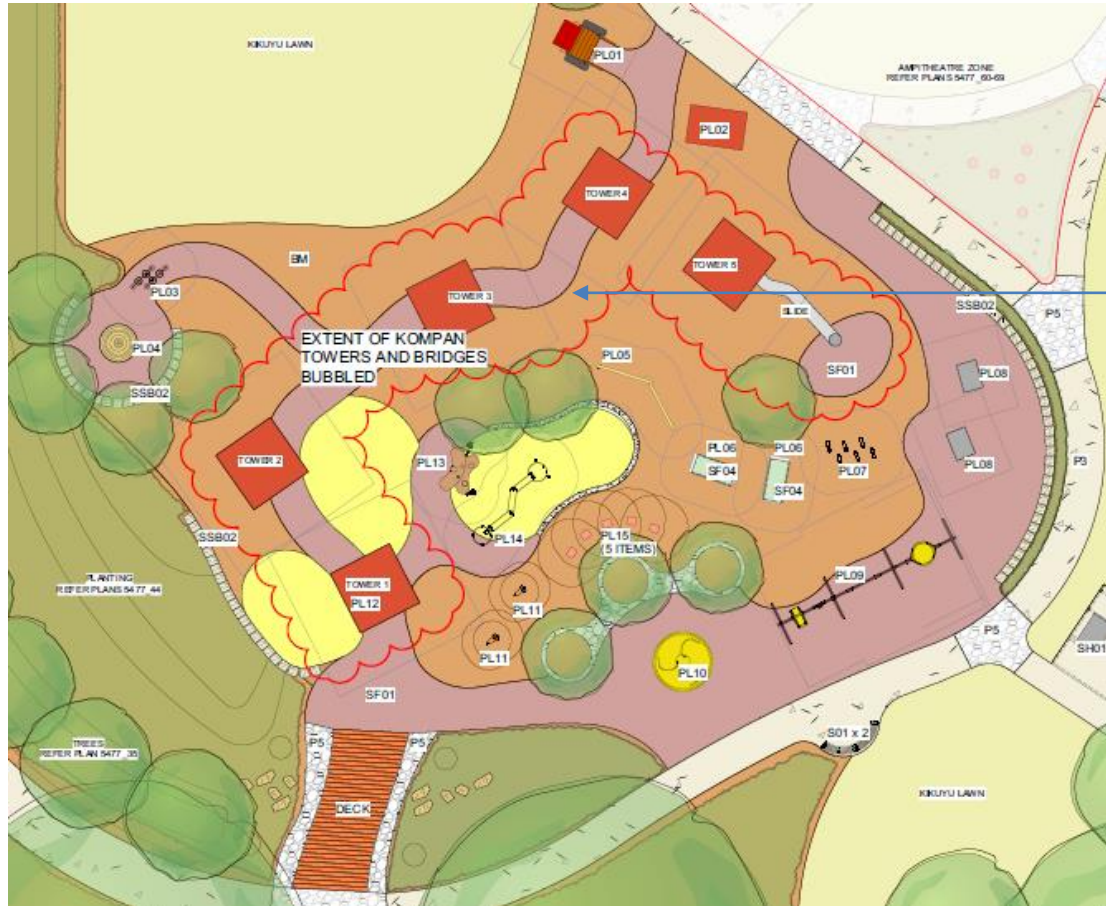 KIKUYU LAWN
PL01
AMPITHEATRE ZONE
REFER PLANS 5477_60-69
PL02
TOWER 4
BM
TOWER 5
PL03
TOWER 3
SLIDE
SSB02
P5
EXTENT OF KOMPAN
TOWERS AND BRIDGES
BUBBLED
PL04
PL05
SF01
PL08
SSB02
PL06
PL06
TOWER 2
PL13
SF04
SF04
PL07
PL08
P3
SSB02
PL14
PL15
(5 ITEMS)
PLANTING
REFER PLANS 5477_44
TOWER 1
PL12
PL09
PL11
PL11
P5
SH01
PL10
SF01
TREES
REFER PLAN 5477_38
P5
P5
S01 x 2
DECK
KIKUYU LAWN